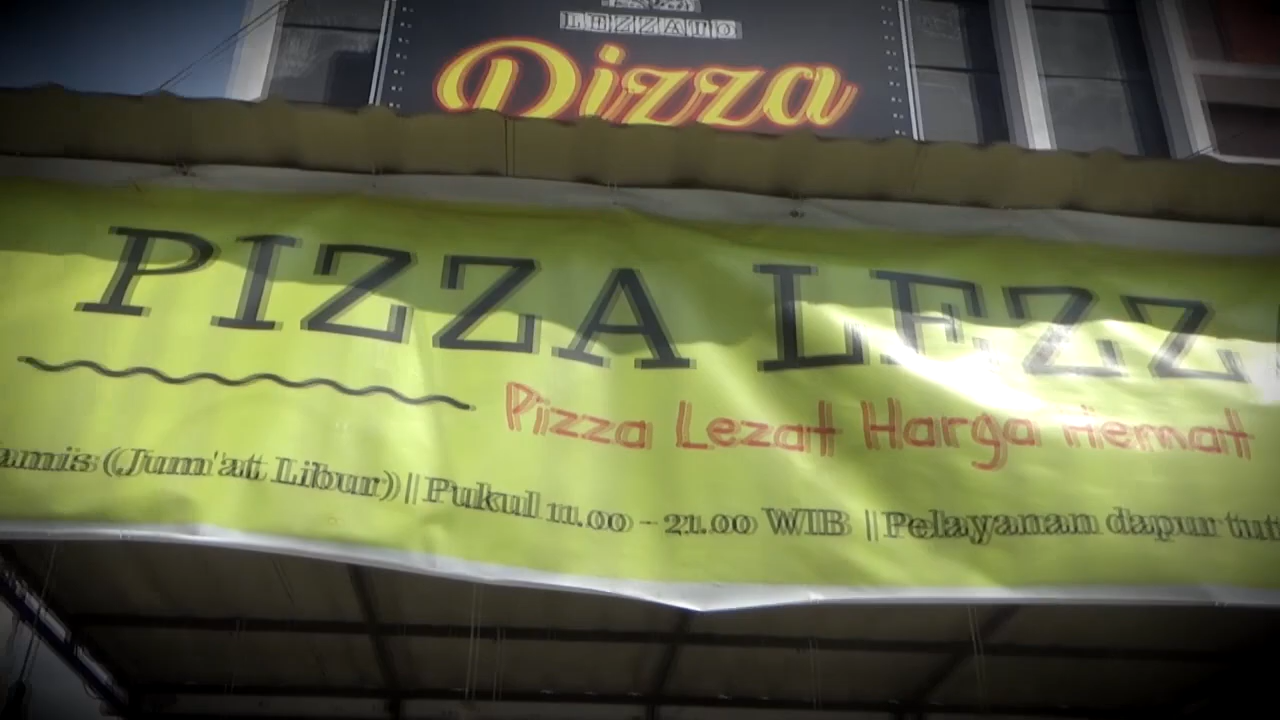 LEZZATO
Pizza
PIZZA LEZZ
Pizza Lezat Harga Hemat
amis (Jum'at Libur) || Pukul 11.00 - 21.00 WIB || Pelayanan dapur tut